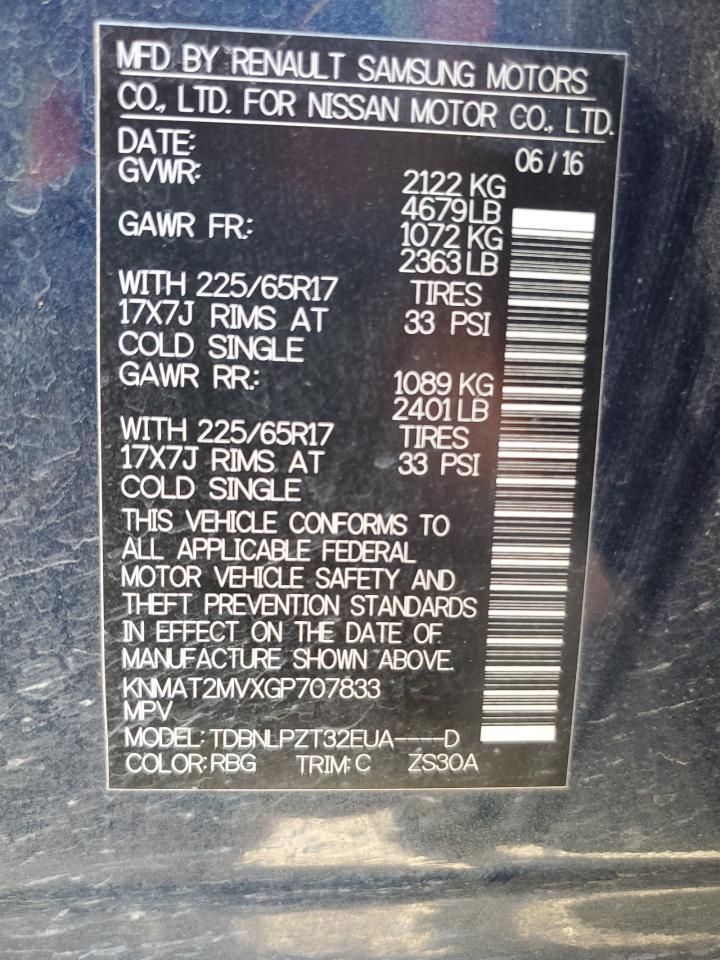 MFD BY RENAULT SAMSUNG MOTORS
CO., LTD. FOR NISSAN MOTOR CO., LTD.
DATE: 06 / 16
GVWR: 2122 KG
4679 LB
GAWR FR.: 1072 KG
2363 LB
WITH 225/65R17 TIRES
17X7J RIMS AT 33 PSI
COLD SINGLE
GAWR RR.: 1089 KG
2401 LB
WITH 225/65R17 TIRES
17X7J RIMS AT 33 PSI
COLD SINGLE
THIS VEHICLE CONFORMS TO
ALL APPLICABLE FEDERAL
MOTOR VEHICLE SAFETY AND
THEFT PREVENTION STANDARDS
IN EFFECT ON THE DATE OF
MANUFACTURE SHOWN ABOVE.
KNMAT2MVXGP707833
MPV
MODEL: TDBNLPZT32EUA----D
COLOR: RBG TRIM: C ZS30A